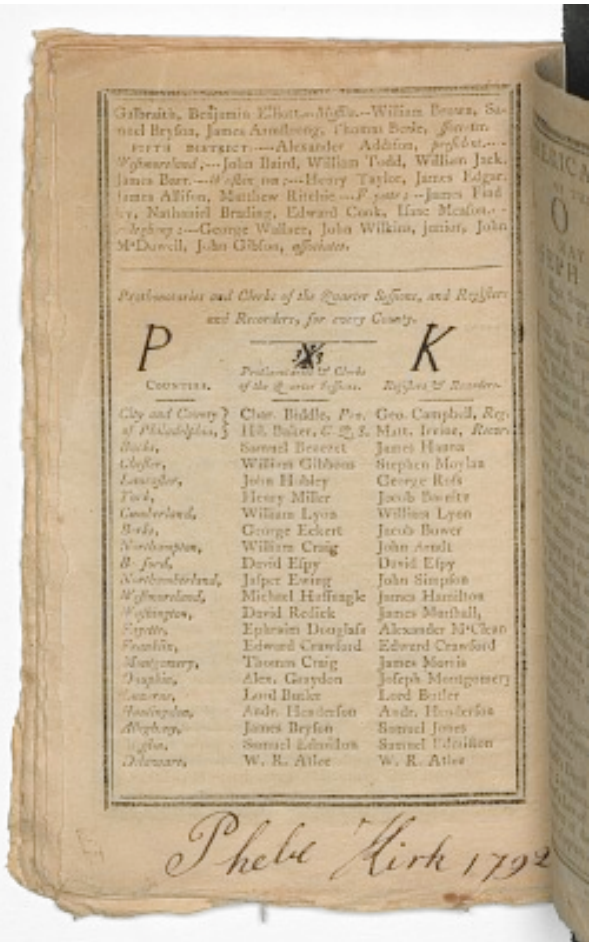 Galbraith, Benjamin Elliott.--Mifflin.--William Brown, Sa-
muel Bryson, James Armstrong, Thomas Beale, associates.
FIFTH DISTRICT.----Alexander Addison, president.---
Westmoreland,---John Baird, William Todd, William Jack.
James Barr.---Washington:---Henry Taylor, James Edgar.
James Allison, Matthew Ritchie.---Fayette:--James Find
ley, Nathaniel Brading, Edward Cook, Isaac Meason.--
Allegheny:---George Wallace, John Wilkins, junior, John
M'Dowell, John Gibson, associates.
Prothonotaries and Clerks of the Quarter Sessions, and Registers
and Recorders, for every County.
P K
COUNTIES. Prothonotaries & Clerks of the Quarter Sessions. Registers & Recorders.
City and County } Char. Biddle, Pro. Geo. Campbell, Reg.
of Philadelphia, } Hil. Baker, C. Q. S. Matt. Irvine, Recor.
Bucks, Samuel Benezet James Hanna
Chester, William Gibbons Stephen Moylan
Lancaster, John Hubley George Ross
York, Henry Miller Jacob Barnitz
Cumberland, William Lyon William Lyon
Berks, George Eckert Jacob Bower
Northampton, William Craig John Arndt
Bedford, David Espy David Espy
Northumberland, Jasper Ewing John Simpson
Westmoreland, Michael Huffnagle James Hamilton
Washington, David Redick James Marshall,
Fayette, Ephraim Douglass Alexander M'Clean
Franklin, Edward Crawford Edward Crawford
Montgomery, Thomas Craig James Morris
Dauphin, Alex. Graydon Joseph Montgomery
Luzerne, Lord Butler Lord Butler
Huntingdon, Andr. Henderson Andr. Henderson
Allegheny, James Bryson Samuel Jones
Mifflin, Samuel Edmiston Samuel Edmiston
Delaware, W. R. Atlee W. R. Atlee
Phebe Kirk 1792